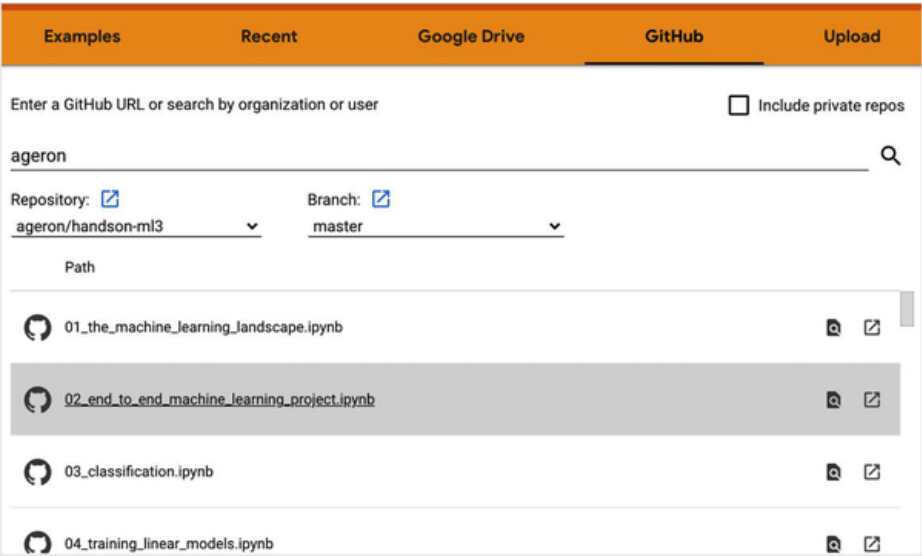 Examples Recent Google Drive GitHub Upload
Enter a GitHub URL or search by organization or user Include private repos
ageron
Repository: Branch:
ageron/handson-ml3 master
Path
01_the_machine_learning_landscape.ipynb
02_end_to_end_machine_learning_project.ipynb
03_classification.ipynb
04_training_linear_models.ipynb